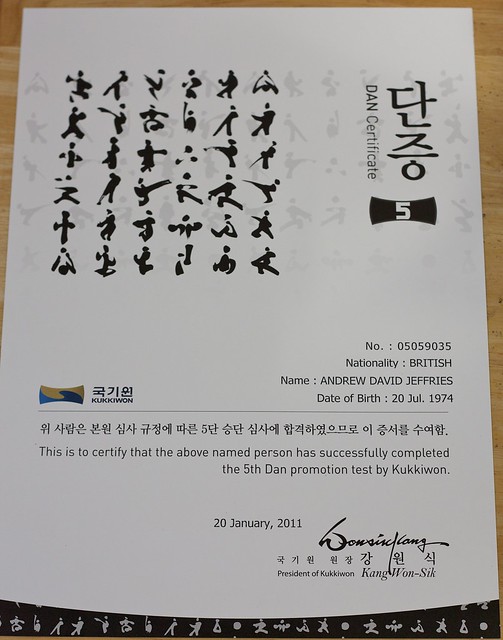 단증
DAN Certificate
5
No. : 05059035
Nationality : BRITISH
Name : ANDREW DAVID JEFFRIES
Date of Birth : 20 Jul. 1974
국기원
KUKKIWON
위 사람은 본원 심사 규정에 따른 5단 승단 심사에 합격하였으므로 이 증서를 수여함.
This is to certify that the above named person has successfully completed
the 5th Dan promotion test by Kukkiwon.
20 January, 2011
WonsikKang
국 기 원 원 장 강 원 식
President of Kukkiwon Kang Won-Sik